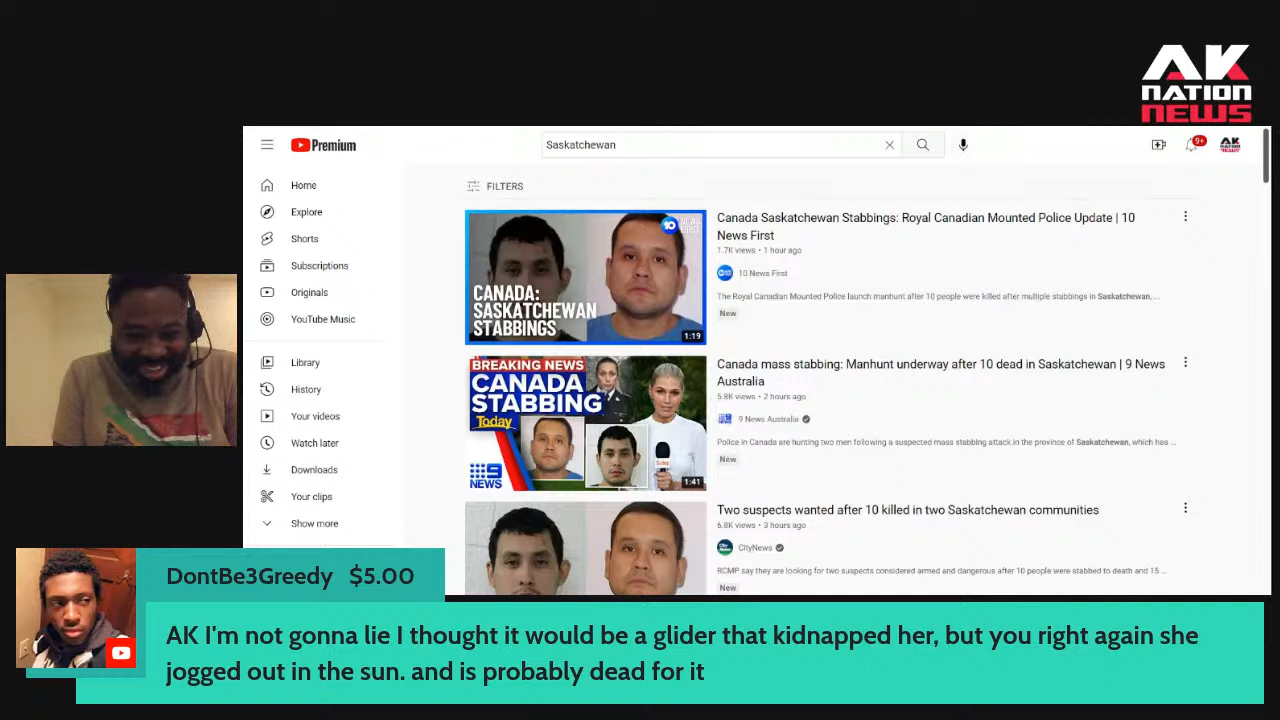 AK
NATION
NEWS
Premium
Saskatchewan
9+
FILTERS
Home
Explore
Shorts
Subscriptions
Originals
YouTube Music
Library
History
Your videos
Watch later
Downloads
Your clips
Show more
10 NEWS FIRST
CANADA:
SASKATCHEWAN
STABBINGS
1:19
Canada Saskatchewan Stabbings: Royal Canadian Mounted Police Update | 10
News First
1.7K views • 1 hour ago
10 News First
The Royal Canadian Mounted Police launch manhunt after 10 people were killed after multiple stabbings in Saskatchewan, ...
New
BREAKING NEWS
CANADA
STABBING
Today
9
NEWS
1:41
Canada mass stabbing: Manhunt underway after 10 dead in Saskatchewan | 9 News
Australia
5.8K views • 2 hours ago
9 News Australia
Police in Canada are hunting two men following a suspected mass stabbing attack in the province of Saskatchewan, which has ...
New
Two suspects wanted after 10 killed in two Saskatchewan communities
6.8K views • 3 hours ago
CityNews
RCMP say they are looking for two suspects considered armed and dangerous after 10 people were stabbed to death and 15 ...
New
DontBe3Greedy $5.00
AK I'm not gonna lie I thought it would be a glider that kidnapped her, but you right again she
jogged out in the sun. and is probably dead for it